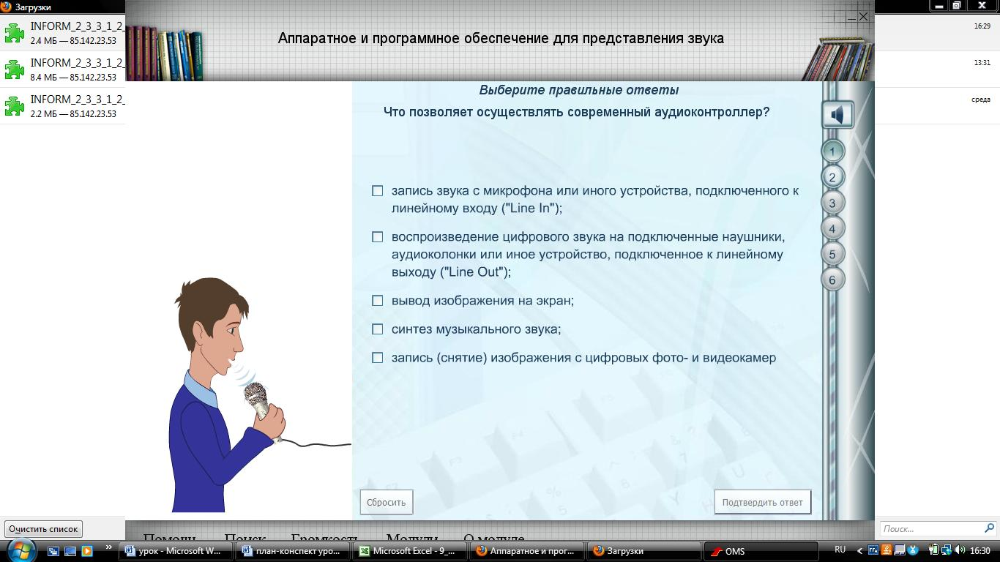 Загрузки
INFORM_2_3_3_1_2_
2.4 МБ — 85.142.23.53
16:29
INFORM_2_3_3_1_2_
8.4 МБ — 85.142.23.53
13:31
INFORM_2_3_3_1_2_
2.2 МБ — 85.142.23.53
среда
Аппаратное и программное обеспечение для представления звука
Выберите правильные ответы
Что позволяет осуществлять современный аудиоконтроллер?
запись звука с микрофона или иного устройства, подключенного к
линейному входу ("Line In");
воспроизведение цифрового звука на подключенные наушники,
аудиоколонки или иное устройство, подключенное к линейному
выходу ("Line Out");
вывод изображения на экран;
синтез музыкального звука;
запись (снятие) изображения с цифровых фото- и видеокамер
1
2
3
4
5
6
Сбросить
Подтвердить ответ
Очистить список
Помощь Поиск Громкость Модули О модуле
Поиск...
урок - Microsoft W...
план-конспект уро...
Microsoft Excel - 9_...
Аппаратное и прог...
Загрузки
OMS
RU
16:30